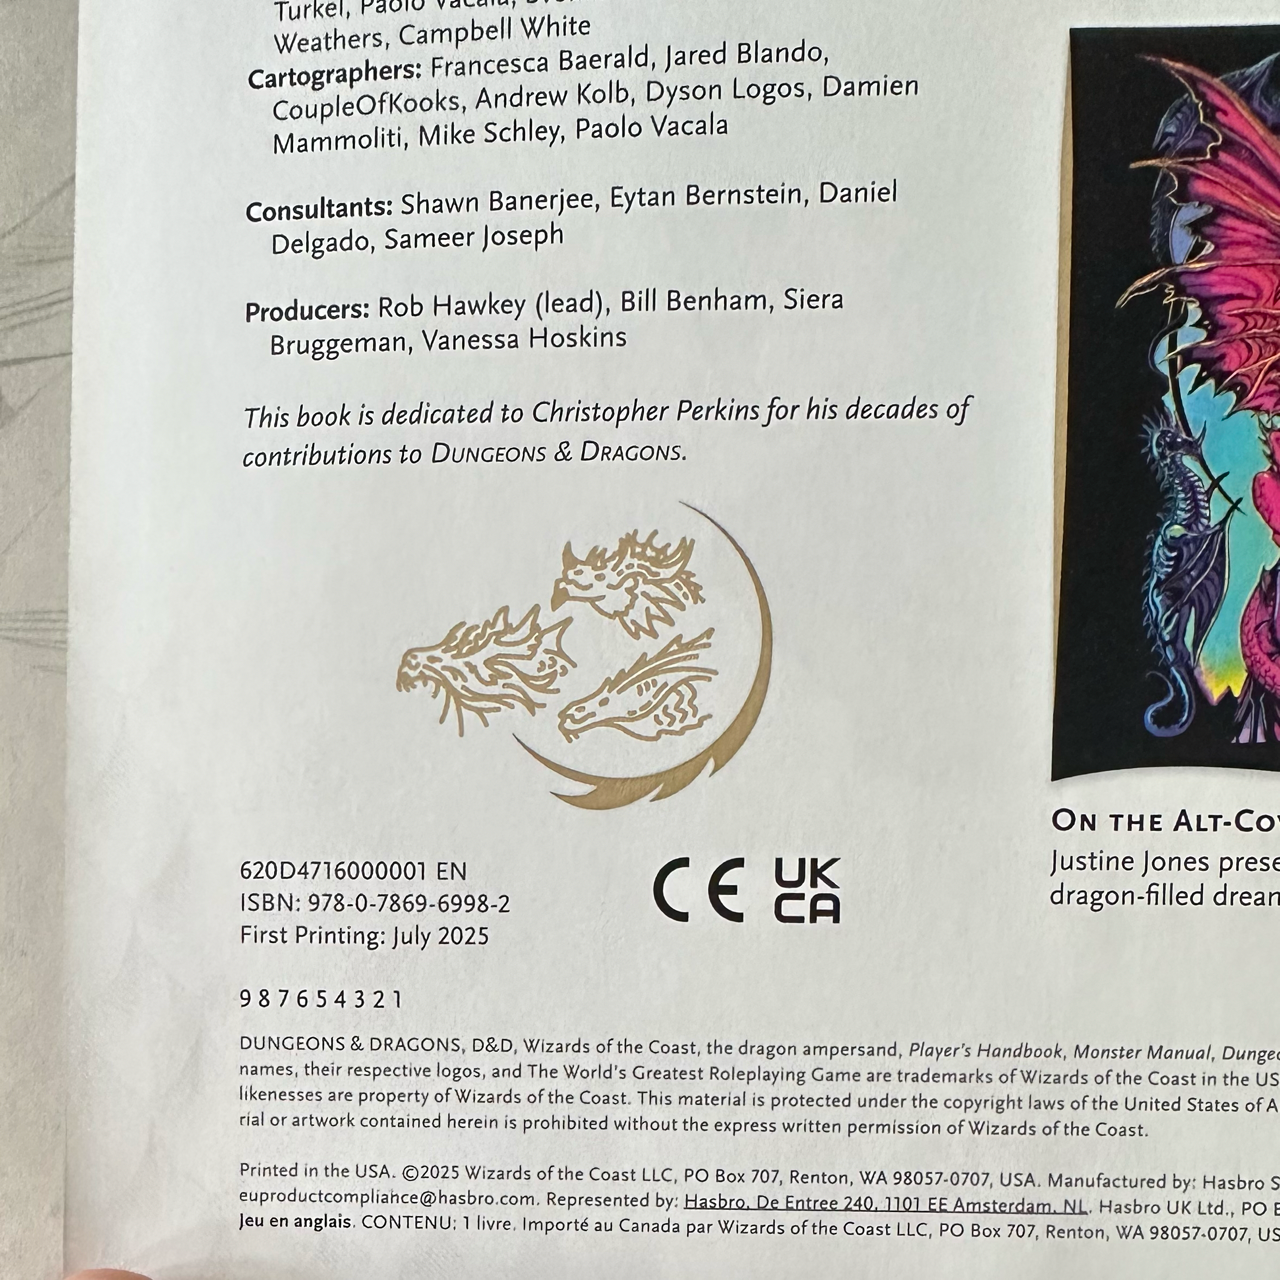 Turkel, Paolo Vacala,
Weathers, Campbell White
Cartographers: Francesca Baerald, Jared Blando,
CoupleOfKooks, Andrew Kolb, Dyson Logos, Damien
Mammoliti, Mike Schley, Paolo Vacala
Consultants: Shawn Banerjee, Eytan Bernstein, Daniel
Delgado, Sameer Joseph
Producers: Rob Hawkey (lead), Bill Benham, Siera
Bruggeman, Vanessa Hoskins
This book is dedicated to Christopher Perkins for his decades of
contributions to DUNGEONS & DRAGONS.
620D4716000001 EN
ISBN: 978-0-7869-6998-2
First Printing: July 2025
CE UK
CA
9 8 7 6 5 4 3 2 1
ON THE ALT-CO
Justine Jones prese
dragon-filled drea
DUNGEONS & DRAGONS, D&D, Wizards of the Coast, the dragon ampersand, Player's Handbook, Monster Manual, Dunge
names, their respective logos, and The World's Greatest Roleplaying Game are trademarks of Wizards of the Coast in the US
likenesses are property of Wizards of the Coast. This material is protected under the copyright laws of the United States of A
rial or artwork contained herein is prohibited without the express written permission of Wizards of the Coast.
Printed in the USA. ©2025 Wizards of the Coast LLC, PO Box 707, Renton, WA 98057-0707, USA. Manufactured by: Hasbro S
euproductcompliance@hasbro.com. Represented by: Hasbro, De Entree 240, 1101 EE Amsterdam, NL. Hasbro UK Ltd., PO
Jeu en anglais. CONTENU: 1 livre. Importé au Canada par Wizards of the Coast LLC, PO Box 707, Renton, WA 98057-0707, US